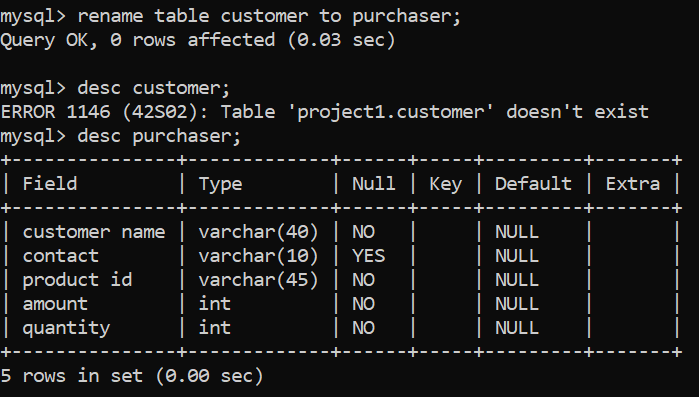 mysql> rename table customer to purchaser;
Query OK, 0 rows affected (0.03 sec)
mysql> desc customer;
ERROR 1146 (42S02): Table 'project1.customer' doesn't exist
mysql> desc purchaser;
+---------------+-------------+------+-----+---------+-------+
| Field         | Type        | Null | Key | Default | Extra |
+---------------+-------------+------+-----+---------+-------+
| customer name | varchar(40) | NO   |     | NULL    |       |
| contact       | varchar(10) | YES  |     | NULL    |       |
| product id    | varchar(45) | NO   |     | NULL    |       |
| amount        | int         | NO   |     | NULL    |       |
| quantity      | int         | NO   |     | NULL    |       |
+---------------+-------------+------+-----+---------+-------+
5 rows in set (0.00 sec)